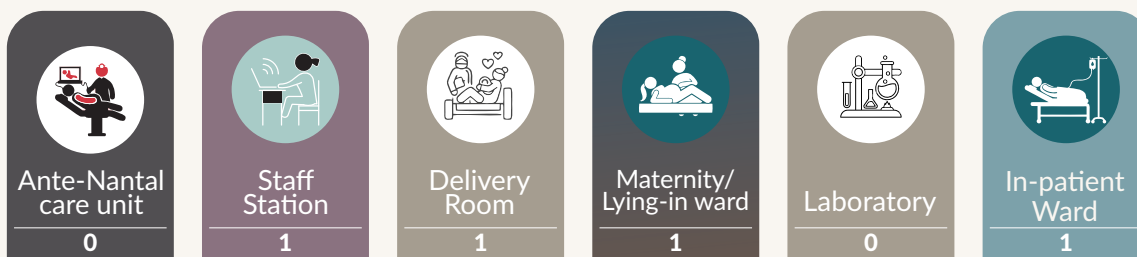 Ante-Nantal
care unit
0
Staff
Station
1
Delivery
Room
1
Maternity/
Lying-in ward
1
Laboratory
0
In-patient
Ward
1